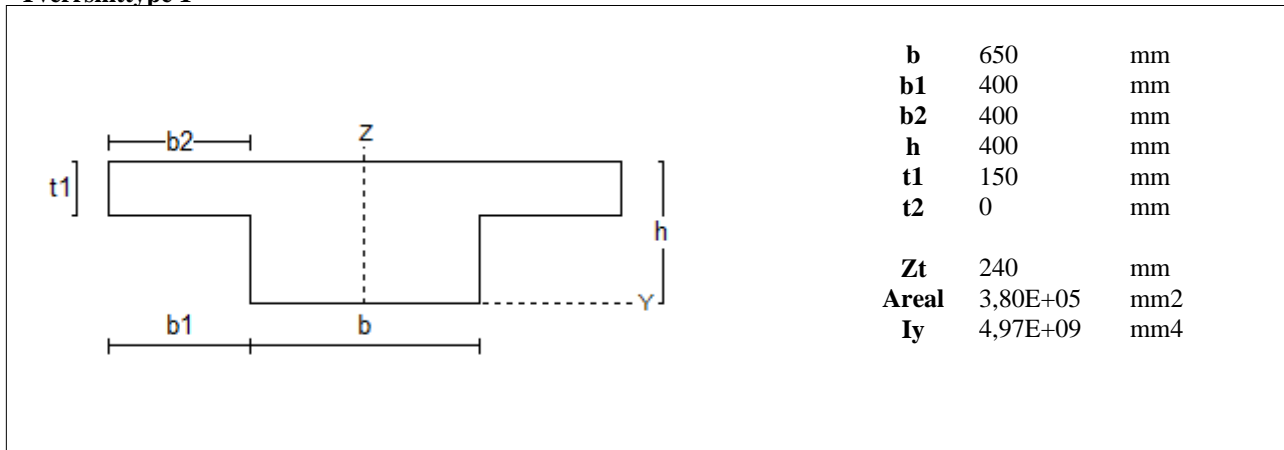 b 650 mm
b1 400 mm
b2 400 mm
h 400 mm
t1 150 mm
t2 0 mm
Zt 240 mm
Areal 3,80E+05 mm2
Iy 4,97E+09 mm4
b2
Z
t1
h
Y
b1
b